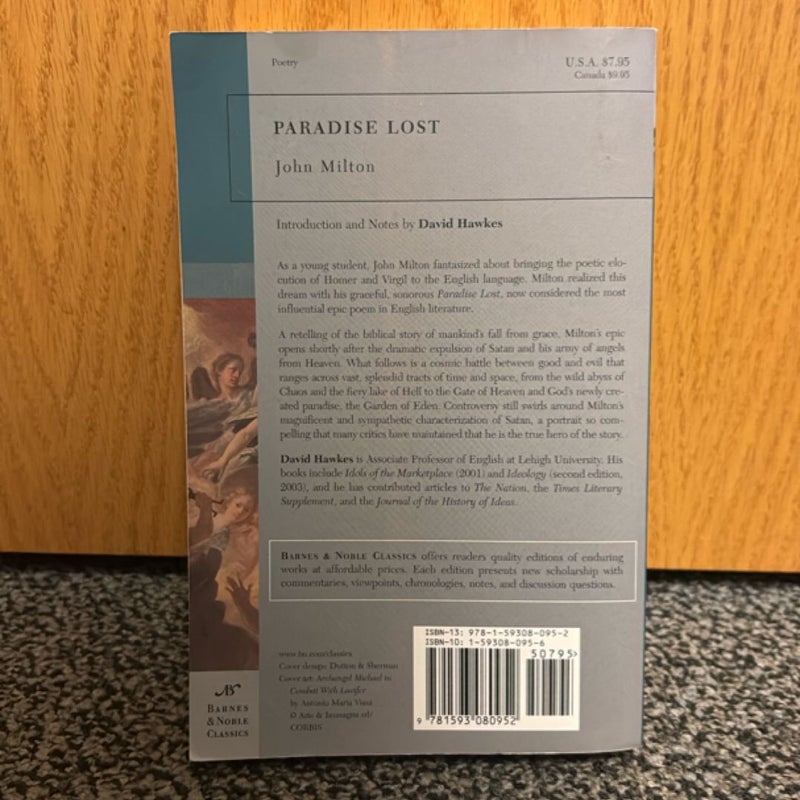 Poetry
U.S.A. $7.95
Canada $9.95
PARADISE LOST
John Milton
Introduction and Notes by David Hawkes
As a young student, John Milton fantasized about bringing the poetic elo-
cution of Homer and Virgil to the English language. Milton realized this
dream with his graceful, sonorous Paradise Lost, now considered the most
influential epic poem in English literature.
A retelling of the biblical story of mankind's fall from grace, Milton's epic
opens shortly after the dramatic expulsion of Satan and his army of angels
from Heaven. What follows is a cosmic battle between good and evil that
ranges across vast, splendid tracts of time and space, from the wild abyss of
Chaos and the fiery lake of Hell to the Gate of Heaven and God's newly cre-
ated paradise, the Garden of Eden. Controversy still swirls around Milton's
magnificent and sympathetic characterization of Satan, a portrait so com-
pelling that many critics have maintained that he is the true hero of the story.
David Hawkes is Associate Professor of English at Lehigh University. His
books include Idols of the Marketplace (2001) and Ideology (second edition,
2003), and he has contributed articles to The Nation, the Times Literary
Supplement, and the Journal of the History of Ideas.
BARNES & NOBLE CLASSICS offers readers quality editions of enduring
works at affordable prices. Each edition presents new scholarship with
commentaries, viewpoints, chronologies, notes, and discussion questions.
www.bn.com/classics
Cover design: Dutton & Sherman
Cover art: Archangel Michael in
Combat With Lucifer
by Antonio Maria
CORBIS
ISBN-13: 978-1-59308-095-2
ISBN-10: 1-59308-095-6
50795>
9 781593 080952
BARNES
& NOBLE
CLASSICS